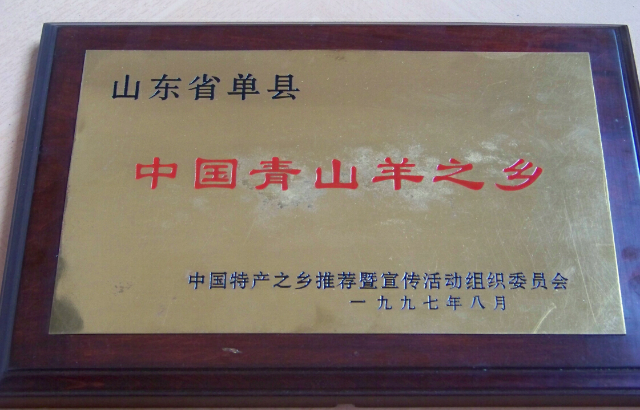 山东省单县
中国青山羊之乡
中国特产之乡推荐暨宣传活动组织委员会
一九九七年八月